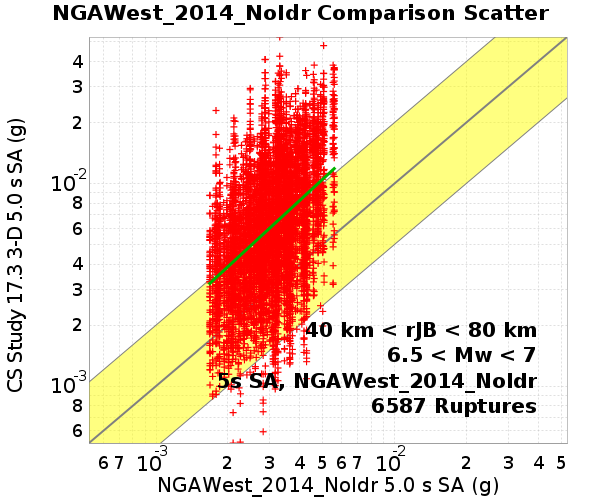 NGAWest_2014_NoIdr Comparison Scatter
CS Study 17.3 3-D 5.0 s SA (g)
4
3
2
10-2
8
6
4
3
2
10-3
8
6
40 km < rJB < 80 km
6.5 < Mw < 7
5s SA, NGAWest_2014_NoIdr
6587 Ruptures
6 7 10-3 2 3 4 5 6 7 10-2 2 3 4 5
NGAWest_2014_NoIdr 5.0 s SA (g)